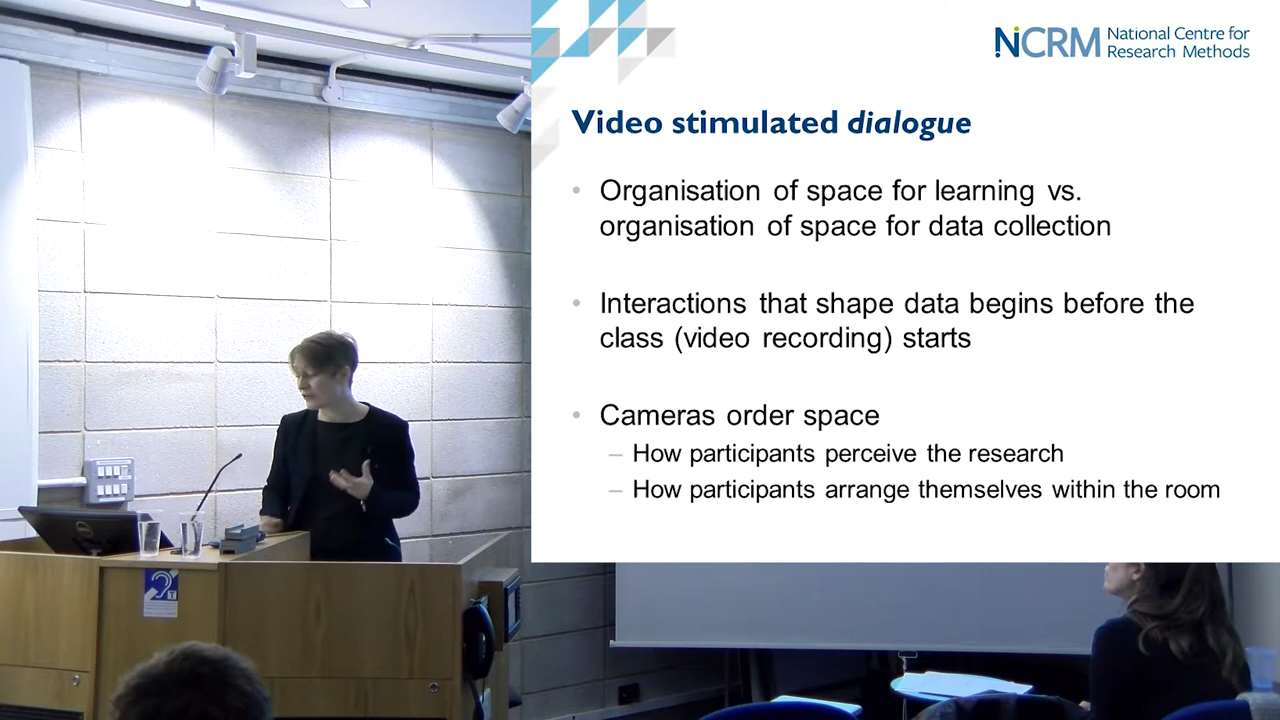 NCRM National Centre for
Research Methods
Video stimulated dialogue
• Organisation of space for learning vs.
organisation of space for data collection
• Interactions that shape data begins before the
class (video recording) starts
• Cameras order space
– How participants perceive the research
– How participants arrange themselves within the room
T